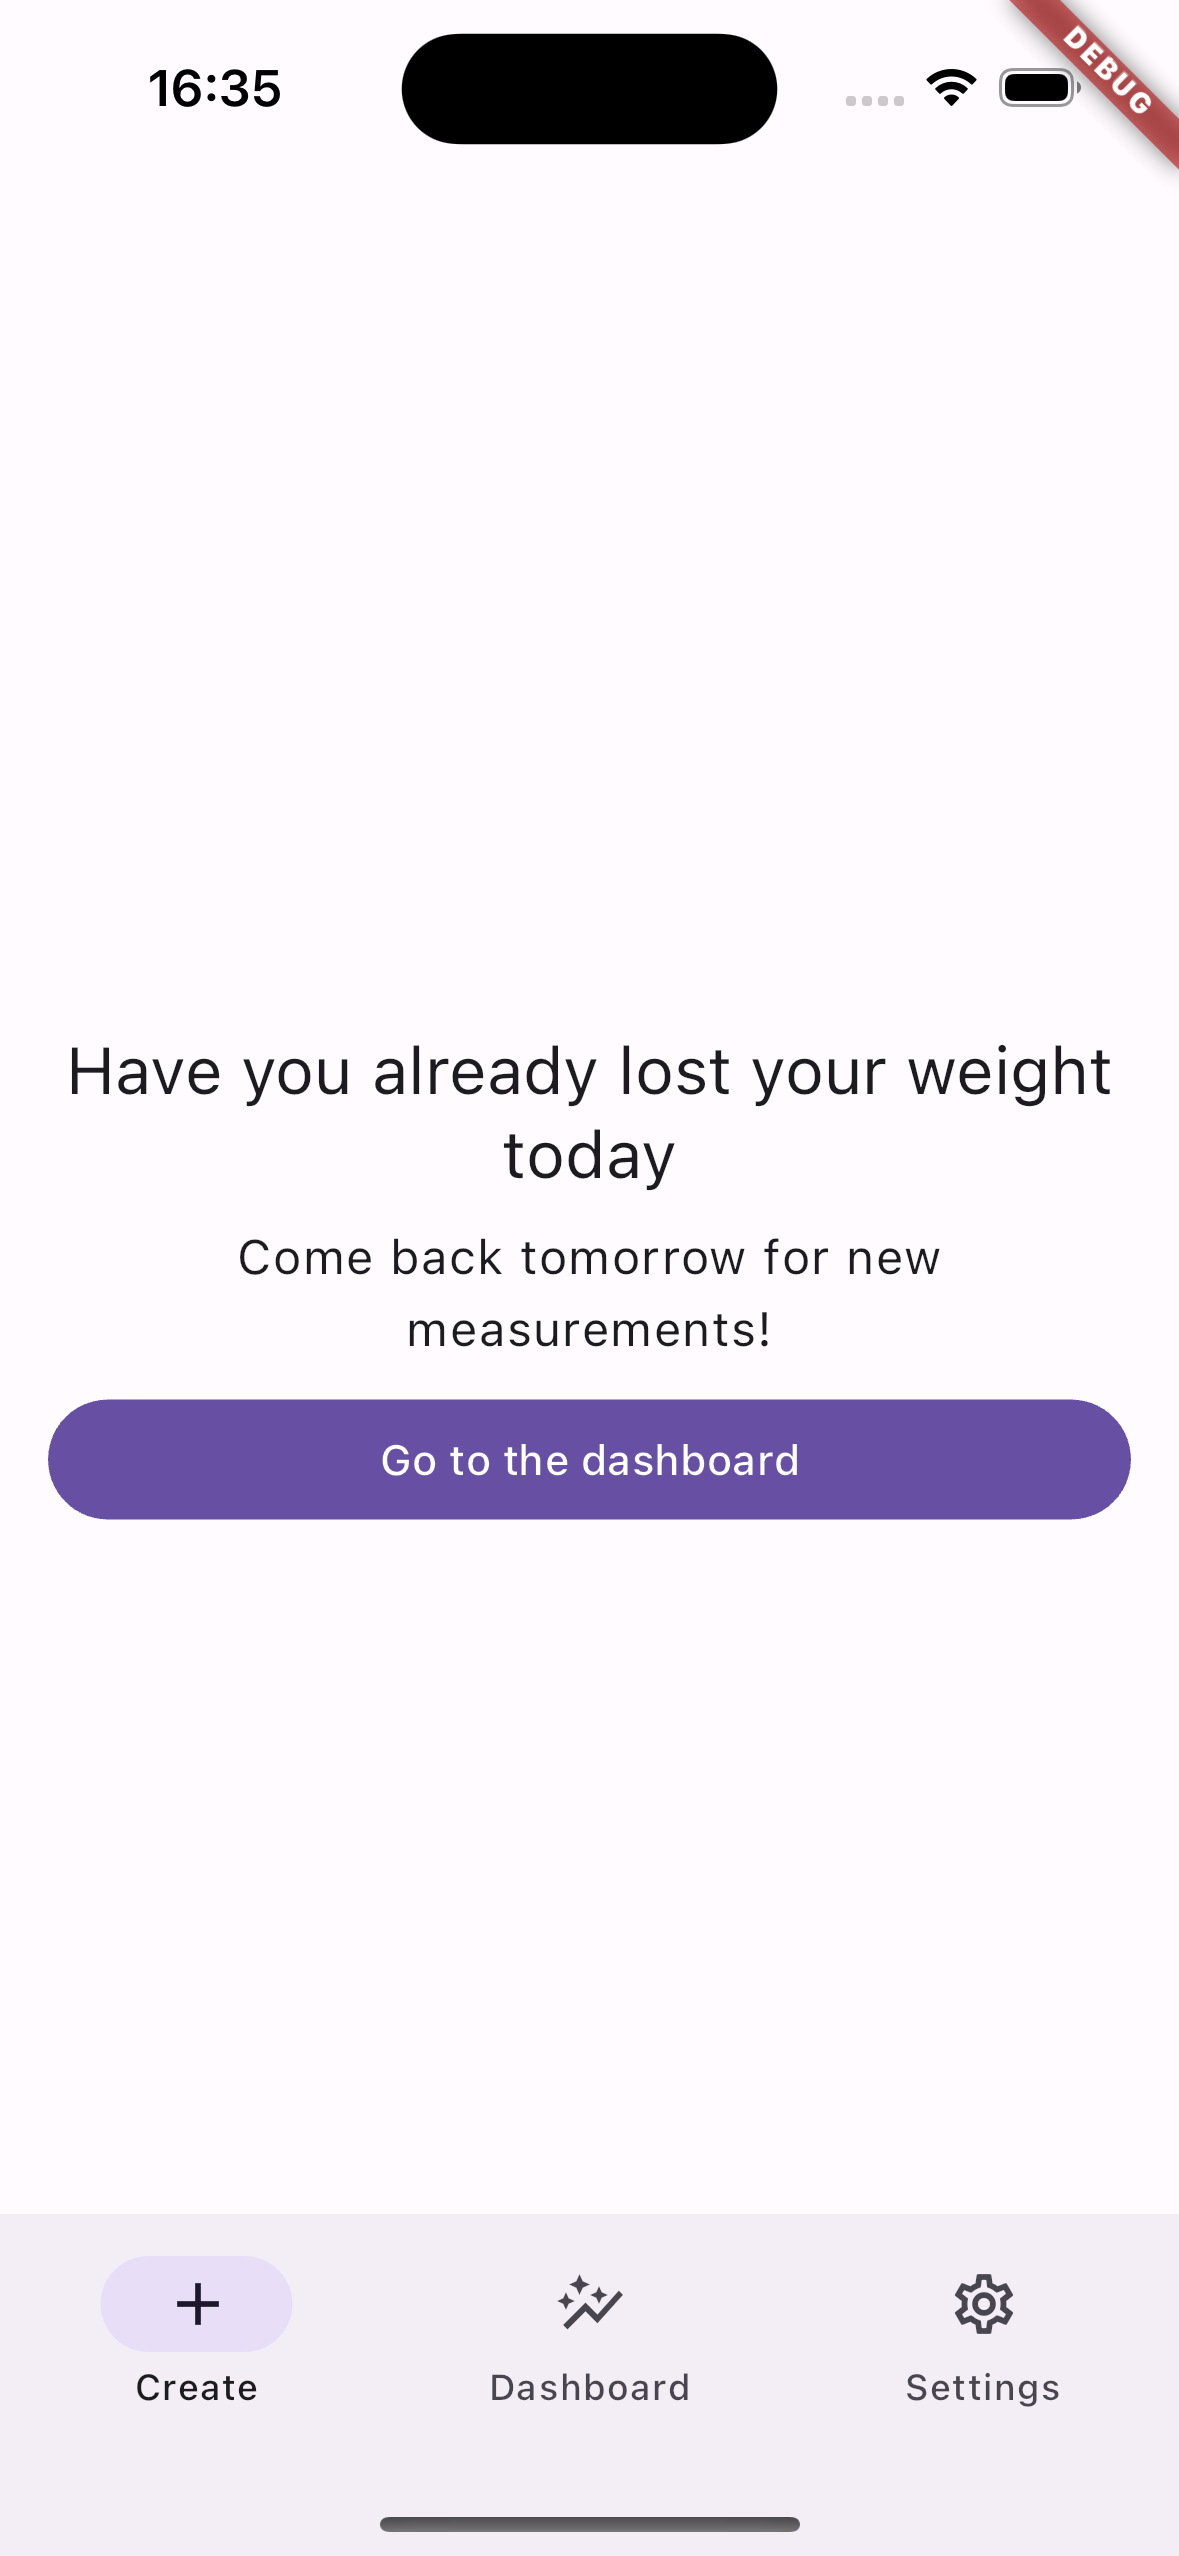 16:35
DEBUG
Have you already lost your weight
today
Come back tomorrow for new
measurements!
Go to the dashboard
Create
Dashboard
Settings